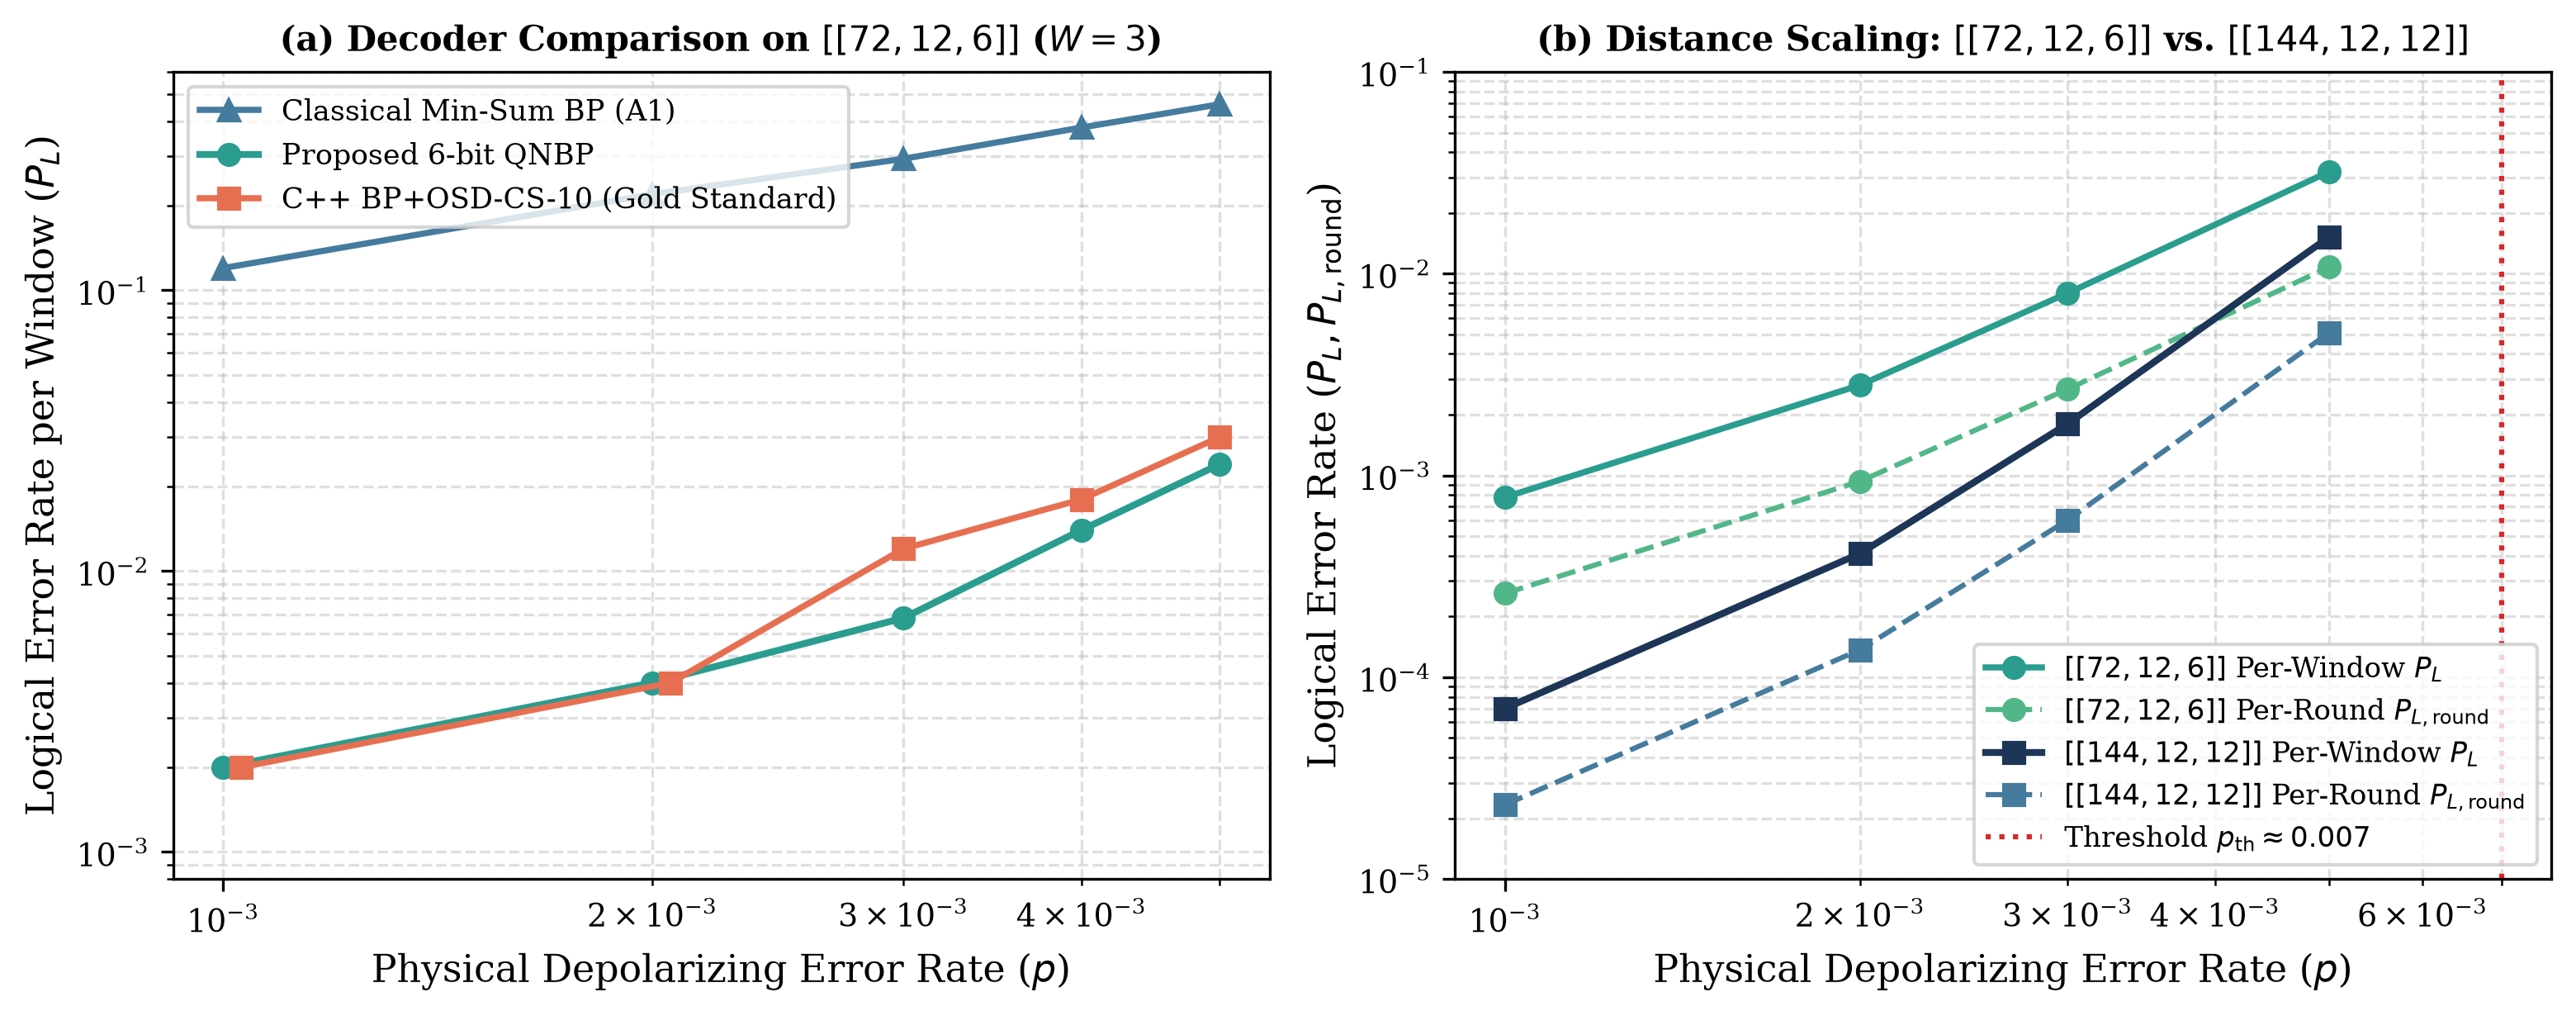 (a) Decoder Comparison on [[72, 12, 6]] (W = 3)
Classical Min-Sum BP (A1)
Proposed 6-bit QNBP
C++ BP+OSD-CS-10 (Gold Standard)
Logical Error Rate per Window (P_L)
10⁻¹
10⁻²
10⁻³
10⁻³
2 × 10⁻³
3 × 10⁻³
4 × 10⁻³
Physical Depolarizing Error Rate (p)
(b) Distance Scaling: [[72, 12, 6]] vs. [[144, 12, 12]]
Logical Error Rate (P_L, P_{L, round})
10⁻¹
10⁻²
10⁻³
10⁻⁴
10⁻⁵
[[72, 12, 6]] Per-Window P_L
[[72, 12, 6]] Per-Round P_{L, round}
[[144, 12, 12]] Per-Window P_L
[[144, 12, 12]] Per-Round P_{L, round}
Threshold p_th ≈ 0.007
10⁻³
2 × 10⁻³
3 × 10⁻³
4 × 10⁻³
6 × 10⁻³
Physical Depolarizing Error Rate (p)